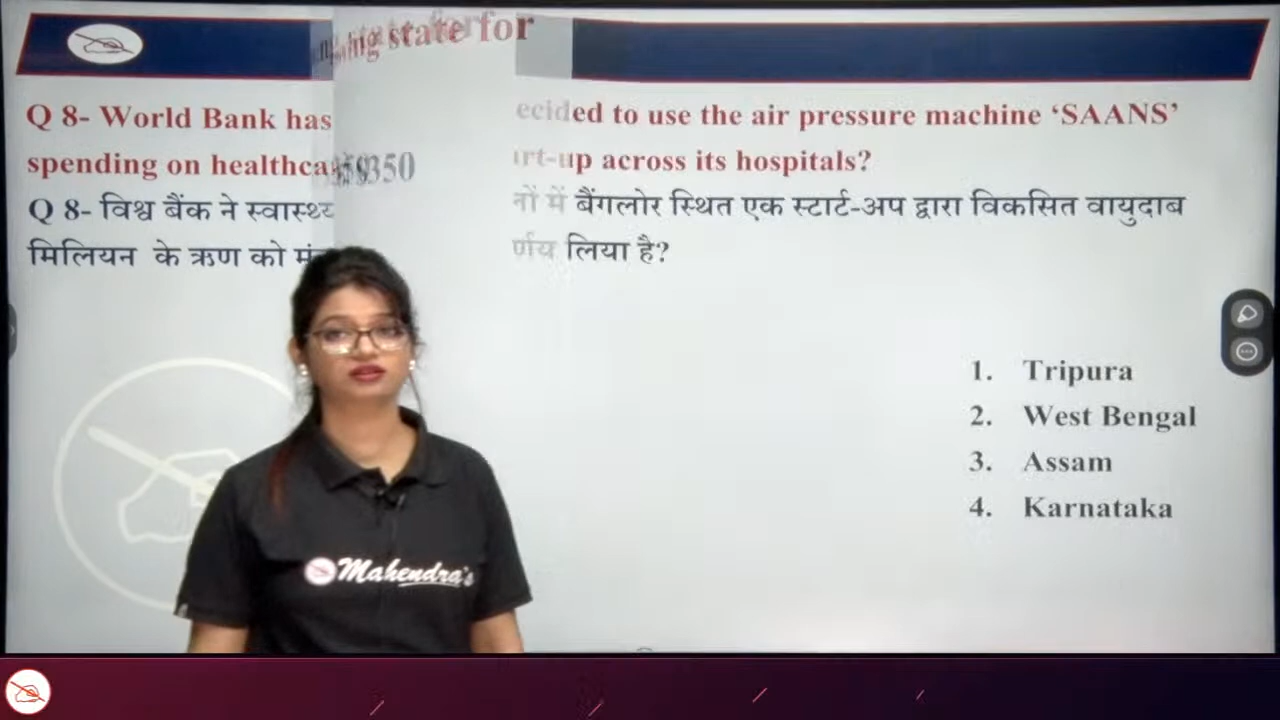 state for
Q 8- World Bank has
ecided to use the air pressure machine ‘SAANS’
spending on healthca
350
rt-up across its hospitals?
Q 8- विश्व बैंक ने स्वास्थ्य
नों में बैंगलोर स्थित एक स्टार्ट-अप द्वारा विकसित वायुदाब
मिलियन के ऋण को मं
र्णय लिया है?
1. Tripura
2. West Bengal
3. Assam
4. Karnataka
Mahendra's